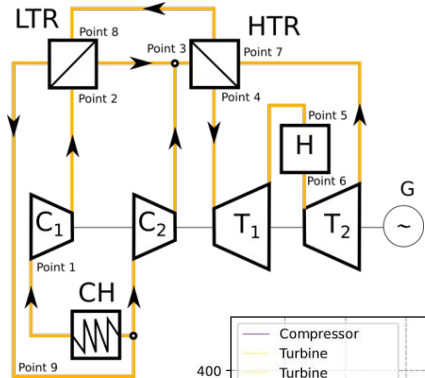 LTR
HTR
Point 8
Point 3
Point 7
Point 2
Point 4
Point 5
H
Point 6
G
C1
C2
T1
T2
~
Point 1
CH
Point 9
Compressor
Turbine
Turbine
400